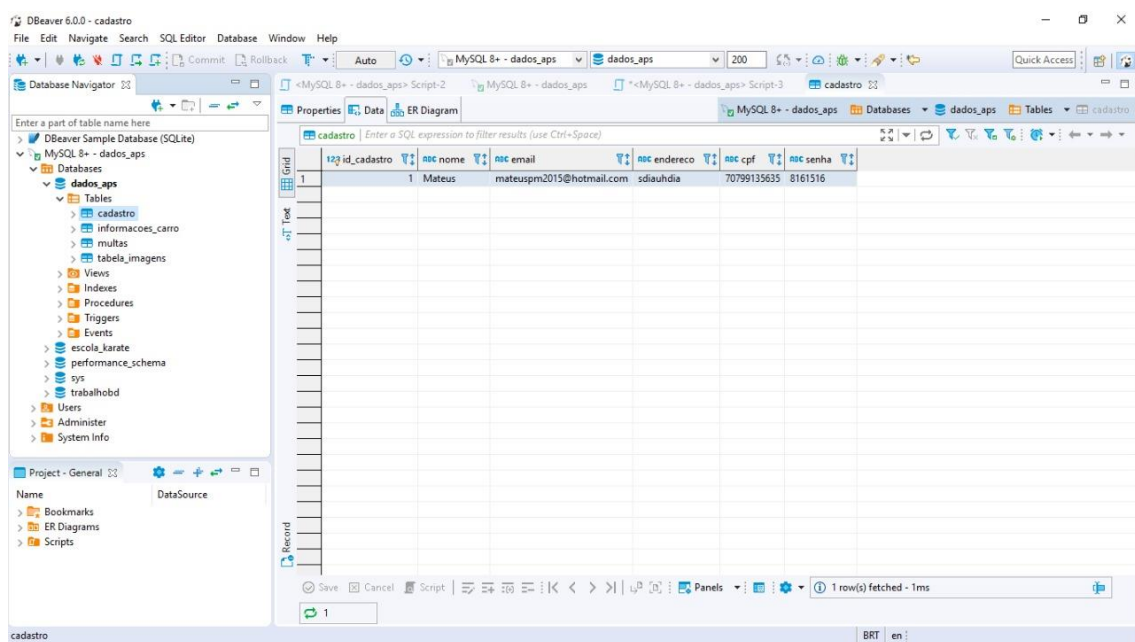 DBeaver 6.0.0 - cadastro
File Edit Navigate Search SQL Editor Database Window Help
Commit Rollback Auto MySQL 8+ - dados_aps dados_aps 200 Quick Access
Database Navigator
<MySQL 8+ - dados_aps> Script-2 MySQL 8+ - dados_aps *<MySQL 8+ - dados_aps> Script-3 cadastro
Properties Data ER Diagram MySQL 8+ - dados_aps Databases dados_aps Tables cadastro
Enter a part of table name here
cadastro Enter a SQL expression to filter results (use Ctrl+Space)
DBeaver Sample Database (SQLite)
MySQL 8+ - dados_aps
Databases
dados_aps
Tables
cadastro
informacoes_carro
multas
tabela_imagens
Views
Indexes
Procedures
Triggers
Events
escola_karate
performance_schema
sys
trabalhobd
Users
Administer
System Info
Grid
Text
Record
123 id_cadastro ABC nome ABC email ABC endereco ABC cpf ABC senha
1 1 Mateus mateuspm2015@hotmail.com sdiauhdia 70799135635 8161516
Project - General
Name DataSource
Bookmarks
ER Diagrams
Scripts
Save Cancel Script Panels 1 row(s) fetched - 1ms
1
cadastro BRT en